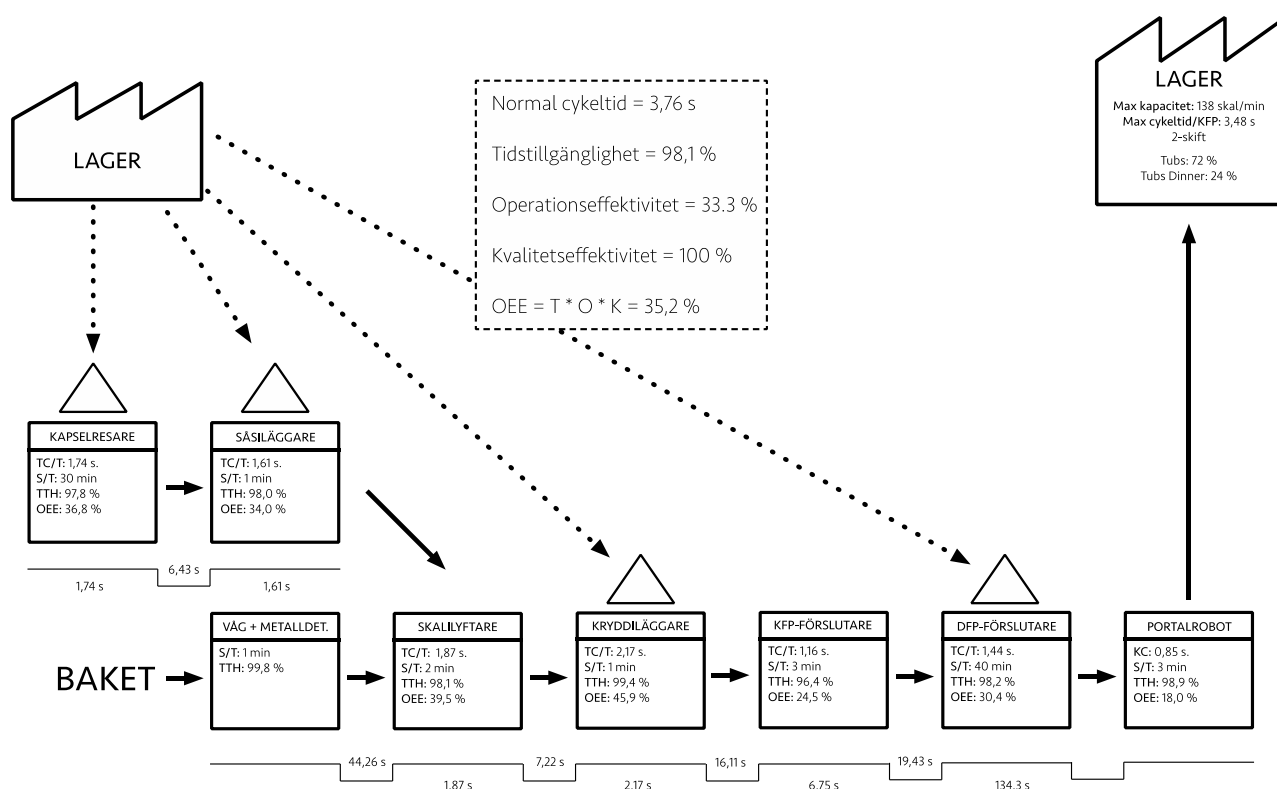 LAGER
Max kapacitet: 138 skal/min
Max cykeltid/KFP: 3,48 s
2-skift
Tubs: 72 %
Tubs Dinner: 24 %
LAGER
Normal cykeltid = 3,76 s
Tidstillgänglighet = 98,1 %
Operationseffektivitet = 33.3 %
Kvalitetseffektivitet = 100 %
OEE = T * O * K = 35,2 %
KAPSELRESARE
TC/T: 1,74 s.
S/T: 30 min
TTH: 97,8 %
OEE: 36,8 %
SÅSILÄGGARE
TC/T: 1,61 s.
S/T: 1 min
TTH: 98,0 %
OEE: 34,0 %
1,74 s
6,43 s
1,61 s
BAKET
VÅG + METALLDET.
S/T: 1 min
TTH: 99,8 %
SKALILYFTARE
TC/T: 1,87 s.
S/T: 2 min
TTH: 98,1 %
OEE: 39,5 %
KRYDDILÄGGARE
TC/T: 2,17 s.
S/T: 1 min
TTH: 99,4 %
OEE: 45,9 %
KFP-FÖRSLUTARE
TC/T: 1,16 s.
S/T: 3 min
TTH: 96,4 %
OEE: 24,5 %
DFP-FÖRSLUTARE
TC/T: 1,44 s.
S/T: 40 min
TTH: 98,2 %
OEE: 30,4 %
PORTALROBOT
KC: 0,85 s.
S/T: 3 min
TTH: 98,9 %
OEE: 18,0 %
44,26 s
1,87 s
7,22 s
2,17 s
16,11 s
6,75 s
19,43 s
134,3 s